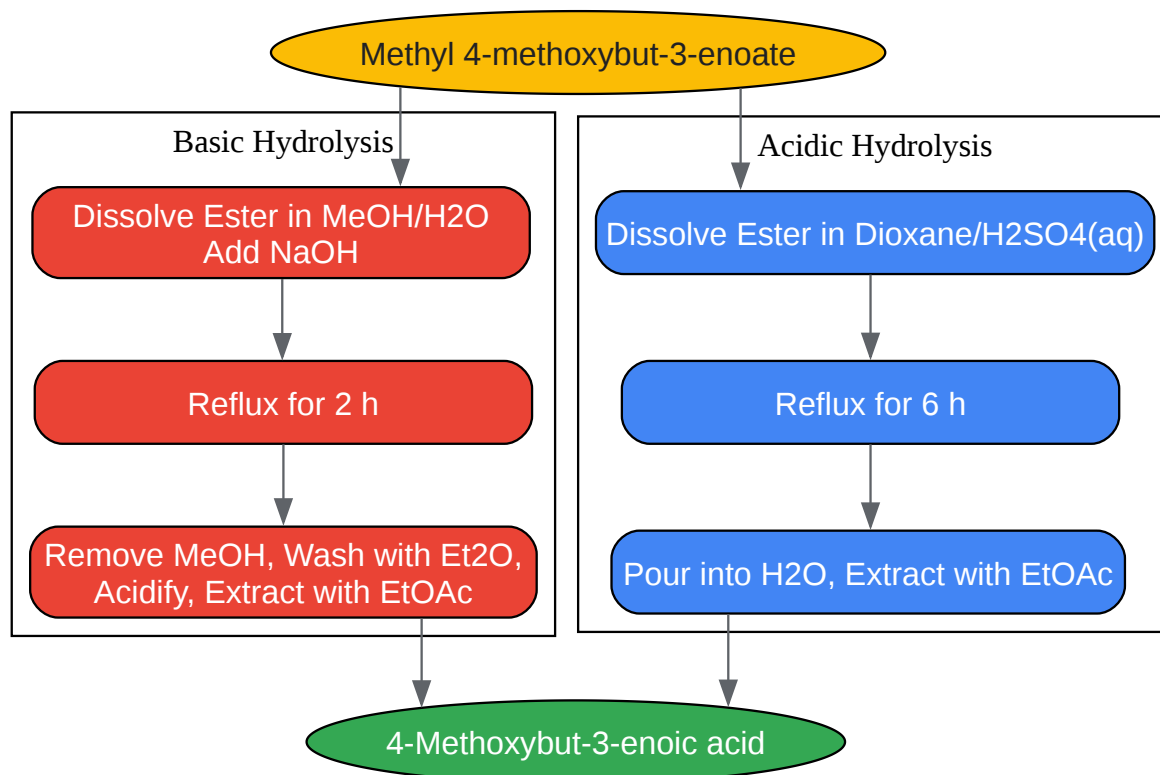 Methyl 4-methoxybut-3-enoate
Basic Hydrolysis
Dissolve Ester in MeOH/H2O
Add NaOH
Reflux for 2 h
Remove MeOH, Wash with Et2O,
Acidify, Extract with EtOAc
Acidic Hydrolysis
Dissolve Ester in Dioxane/H2SO4(aq)
Reflux for 6 h
Pour into H2O, Extract with EtOAc
4-Methoxybut-3-enoic acid